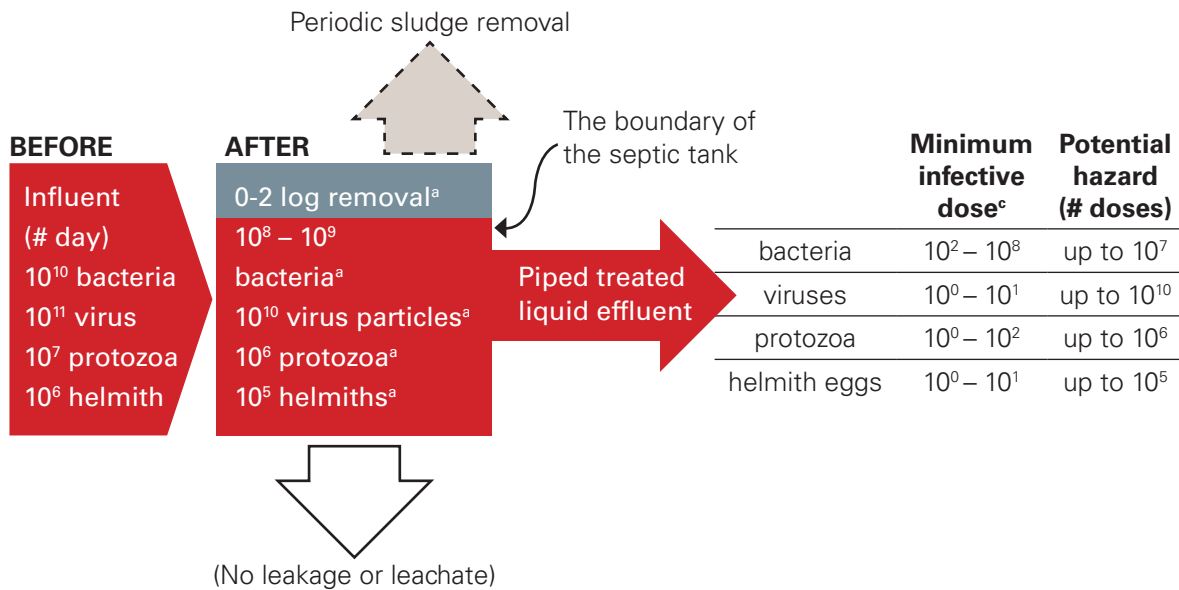 Periodic sludge removal
The boundary of
the septic tank
BEFORE
Influent
(# day)
10¹⁰ bacteria
10¹¹ virus
10⁷ protozoa
10⁶ helmith
AFTER
0-2 log removalᵃ
10⁸ – 10⁹
bacteriaᵃ
10¹⁰ virus particlesᵃ
10⁶ protozoaᵃ
10⁵ helmithsᵃ
Piped treated
liquid effluent
(No leakage or leachate)
Minimum
infective
doseᶜ
Potential
hazard
(# doses)
bacteria 10² – 10⁸ up to 10⁷
viruses 10⁰ – 10¹ up to 10¹⁰
protozoa 10⁰ – 10² up to 10⁶
helmith eggs 10⁰ – 10¹ up to 10⁵